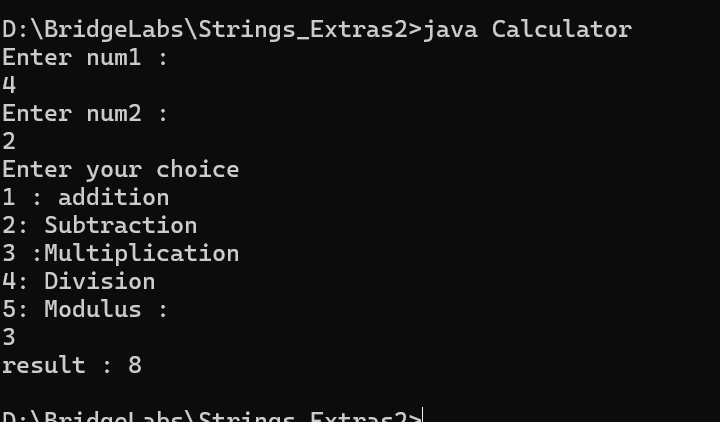 D:\BridgeLabs\Strings_Extras2>java Calculator
Enter num1 :
4
Enter num2 :
2
Enter your choice
1 : addition
2: Subtraction
3 :Multiplication
4: Division
5: Modulus :
3
result : 8
D:\BridgeLabs\Strings_Extras2>